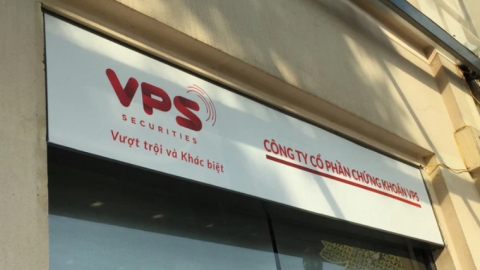 VPS
SECURITIES
Vượt trội và Khác biệt
CÔNG TY CỔ PHẦN CHỨNG KHOÁN VPS